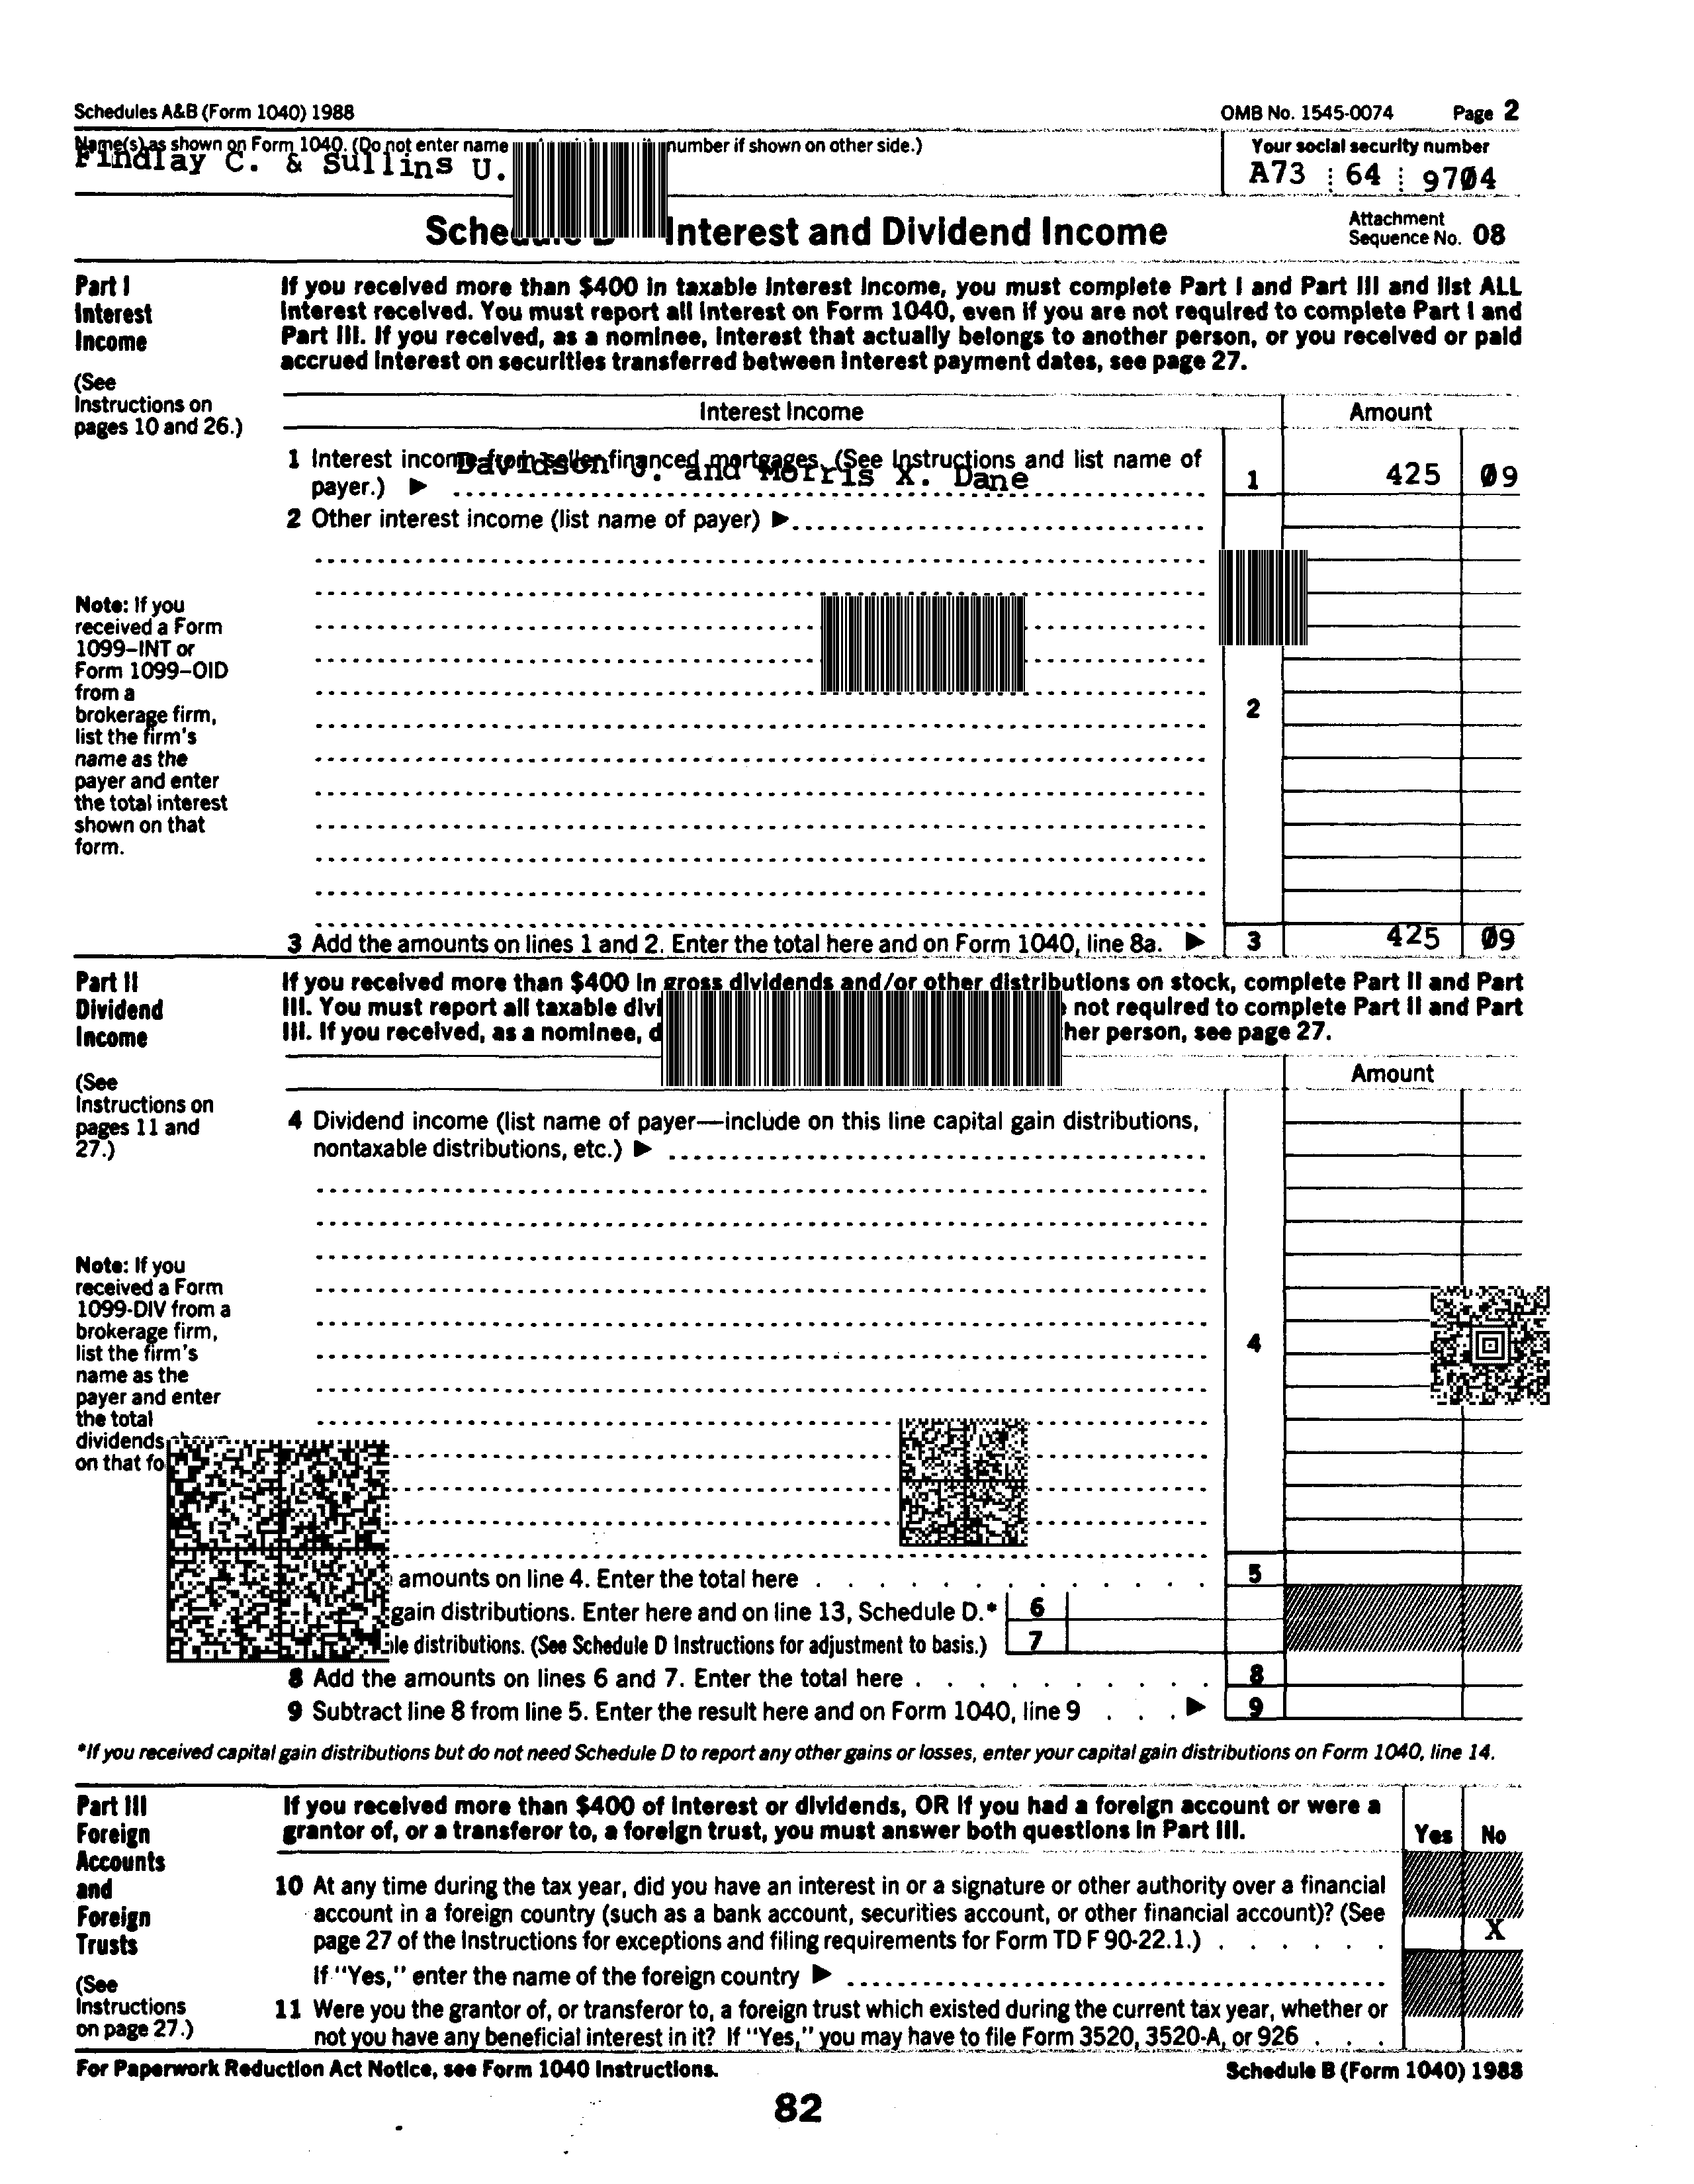 Schedules A&B (Form 1040) 1988 OMB No. 1545-0074 Page 2
Name(s) as shown on Form 1040. (Do not enter name number if shown on other side.) Your social security number
Findlay C. & Sullins U. A73 64 9704
Interest and Dividend Income Attachment
Sequence No. 08
Part I
Interest
Income
(See
Instructions on
pages 10 and 26.)
If you received more than $400 in taxable interest income, you must complete Part I and Part III and list ALL
interest received. You must report all interest on Form 1040, even if you are not required to complete Part I and
Part III. If you received, as a nominee, interest that actually belongs to another person, or you received or paid
accrued interest on securities transferred between interest payment dates, see page 27.
Interest Income Amount
1 Interest income from seller financed mortgages. (See Instructions and list name of
payer.) ▶ Davidson J. and Morris X. Dane 1 425 09
2 Other interest income (list name of payer) ▶
Note: If you
received a Form
1099–INT or
Form 1099–OID
from a
brokerage firm,
list the firm's
name as the
payer and enter
the total interest
shown on that
form.
2
3 Add the amounts on lines 1 and 2. Enter the total here and on Form 1040, line 8a. ▶ 3 425 09
Part II
Dividend
Income
(See
Instructions on
pages 11 and
27.)
If you received more than $400 in gross dividends and/or other distributions on stock, complete Part II and Part
III. You must report all taxable not required to complete Part II and Part
III. If you received, as a nominee, person, see page 27.
Amount
4 Dividend income (list name of payer—include on this line capital gain distributions,
nontaxable distributions, etc.) ▶
Note: If you
received a Form
1099-DIV from a
brokerage firm,
list the firm's
name as the
payer and enter
the total
dividends
on that
4
amounts on line 4. Enter the total here 5
gain distributions. Enter here and on line 13, Schedule D.* 6
distributions. (See Schedule D Instructions for adjustment to basis.) 7
8 Add the amounts on lines 6 and 7. Enter the total here 8
9 Subtract line 8 from line 5. Enter the result here and on Form 1040, line 9 ▶ 9
*If you received capital gain distributions but do not need Schedule D to report any other gains or losses, enter your capital gain distributions on Form 1040, line 14.
Part III
Foreign
Accounts
and
Foreign
Trusts
(See
Instructions
on page 27.)
If you received more than $400 of interest or dividends, OR if you had a foreign account or were a
grantor of, or a transferor to, a foreign trust, you must answer both questions in Part III. Yes No
10 At any time during the tax year, did you have an interest in or a signature or other authority over a financial
account in a foreign country (such as a bank account, securities account, or other financial account)? (See
page 27 of the Instructions for exceptions and filing requirements for Form TD F 90-22.1.) X
If "Yes," enter the name of the foreign country ▶
11 Were you the grantor of, or transferor to, a foreign trust which existed during the current tax year, whether or
not you have any beneficial interest in it? If "Yes," you may have to file Form 3520, 3520-A, or 926
For Paperwork Reduction Act Notice, see Form 1040 Instructions. Schedule B (Form 1040) 1988
82